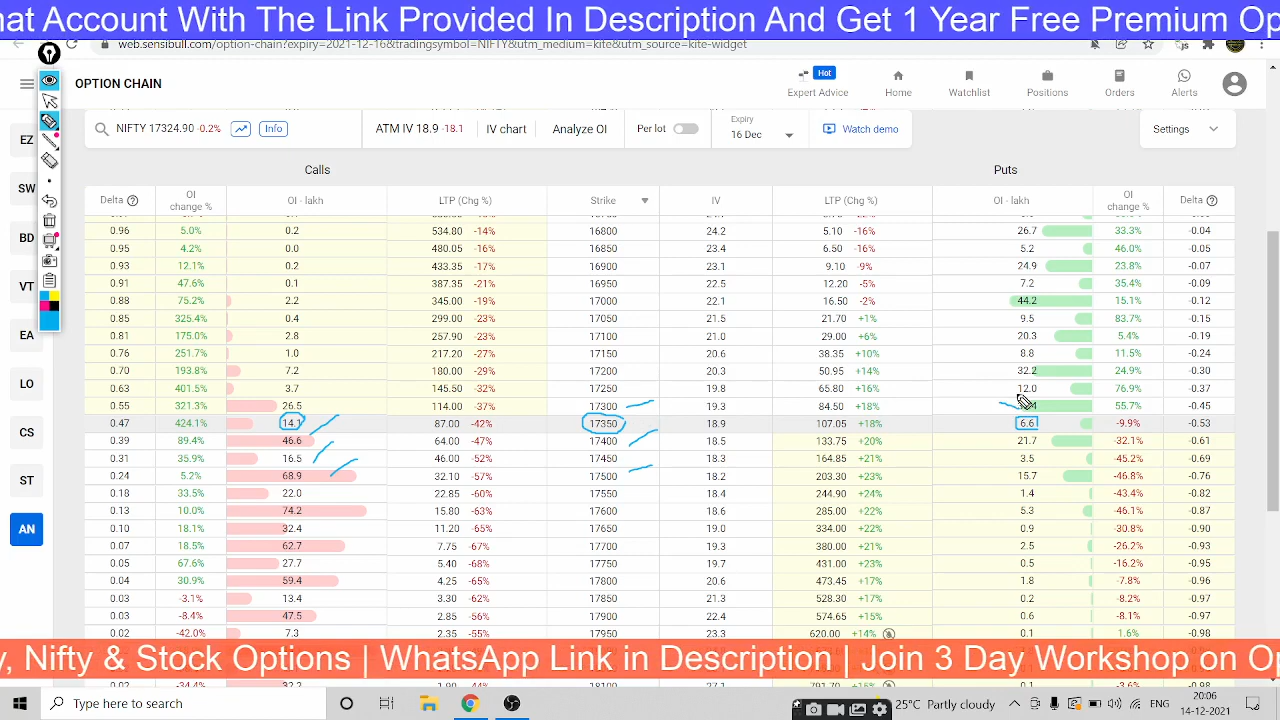 hat Account With The Link Provided In Description And Get 1 Year Free Premium Op
web.sensibull.com/option-chain?expiry=2021-12-16&tradingsymbol=NIFTY&utm_medium=kite&utm_source=kite-widget
OPTION CHAIN
Hot
Expert Advice Home Watchlist Positions Orders Alerts
NIFTY 17324.90 -0.2% Info ATM IV 18.9 -18.1 IV chart Analyze OI Per lot Expiry 16 Dec Watch demo Settings
EZ
SW
BD
VT
EA
LO
CS
ST
AN
Calls Puts
Delta OI change % OI - lakh LTP (Chg %) Strike IV LTP (Chg %) OI - lakh OI change % Delta
0.96 5.0% 0.2 534.80 -14% 16800 24.2 5.10 -16% 26.7 33.3% -0.04
0.95 4.2% 0.0 480.05 -16% 16850 23.4 6.50 -16% 5.2 46.0% -0.05
0.93 12.1% 0.2 433.35 -17% 16900 23.1 9.10 -9% 24.9 23.8% -0.07
0.91 47.6% 0.1 387.35 -21% 16950 22.5 12.20 -5% 7.2 35.4% -0.09
0.88 75.2% 2.2 345.00 -19% 17000 22.1 16.50 -2% 44.2 15.1% -0.12
0.85 325.4% 0.4 299.00 -23% 17050 21.5 21.70 +1% 9.5 83.7% -0.15
0.81 175.0% 2.8 257.90 -23% 17100 21.0 29.00 +6% 20.3 5.4% -0.19
0.76 251.7% 1.0 217.20 -27% 17150 20.6 38.35 +10% 8.8 11.5% -0.24
0.70 193.8% 7.2 180.00 -29% 17200 20.3 50.95 +14% 32.2 24.9% -0.30
0.63 401.5% 3.7 145.50 -32% 17250 19.8 65.80 +16% 12.0 76.9% -0.37
0.55 321.3% 26.5 114.00 -37% 17300 19.3 84.50 +18% 55.7% -0.45
0.47 424.1% 14.1 87.00 -42% 17350 18.9 107.05 +18% 6.6 -9.9% -0.53
0.39 89.4% 46.6 64.00 -47% 17400 18.5 133.75 +20% 21.7 -32.1% -0.61
0.31 35.9% 16.5 46.00 -52% 17450 18.3 164.85 +21% 3.5 -45.2% -0.69
0.24 5.2% 68.9 32.10 -57% 17500 18.2 203.30 +23% 15.7 -46.8% -0.76
0.18 33.5% 22.0 22.85 -60% 17550 18.4 244.90 +24% 1.4 -43.4% -0.82
0.13 10.0% 74.2 15.80 -63% 17600 18.6 285.00 +22% 5.3 -46.1% -0.87
0.10 18.1% 32.4 11.20 -65% 17650 19.0 334.00 +22% 0.9 -30.8% -0.90
0.07 18.5% 62.7 7.75 -67% 17700 19.3 380.00 +21% 2.5 -26.2% -0.93
0.05 67.6% 27.7 5.40 -68% 17750 19.7 431.00 +23% 0.5 -16.2% -0.95
0.04 30.9% 59.4 4.25 -65% 17800 20.6 473.45 +17% 1.8 -7.8% -0.96
0.03 -3.1% 13.4 3.30 -62% 17850 21.4 528.30 +17% 0.2 -8.2% -0.97
0.03 -8.4% 47.5 2.85 -56% 17900 22.3 574.65 +15% 0.6 -8.1% -0.97
0.02 -42.0% 7.3 2.35 -55% 17950 23.3 620.00 +14% 0.1 1.6% -0.98
y, Nifty & Stock Options | WhatsApp Link in Description | Join 3 Day Workshop on Op
Type here to search 25°C Partly cloudy ENG 20:06
14-12-2021